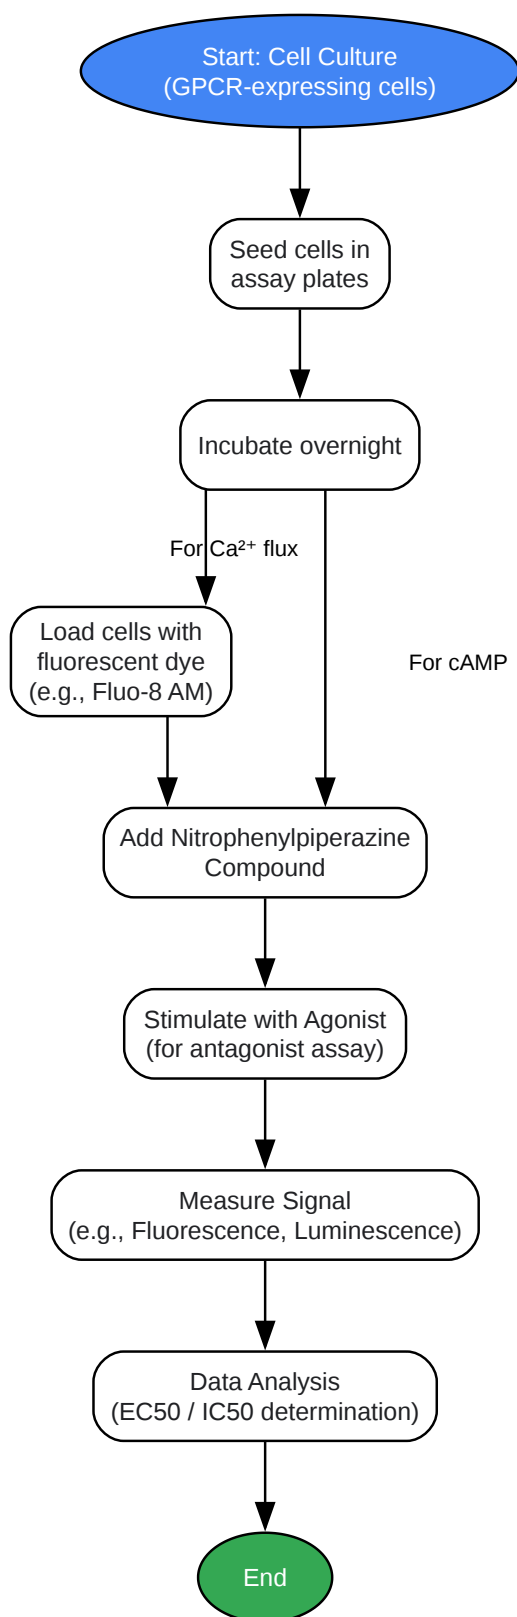 Start: Cell Culture
(GPCR-expressing cells)
Seed cells in
assay plates
Incubate overnight
For Ca²⁺ flux
Load cells with
fluorescent dye
(e.g., Fluo-8 AM)
For cAMP
Add Nitrophenylpiperazine
Compound
Stimulate with Agonist
(for antagonist assay)
Measure Signal
(e.g., Fluorescence, Luminescence)
Data Analysis
(EC50 / IC50 determination)
End